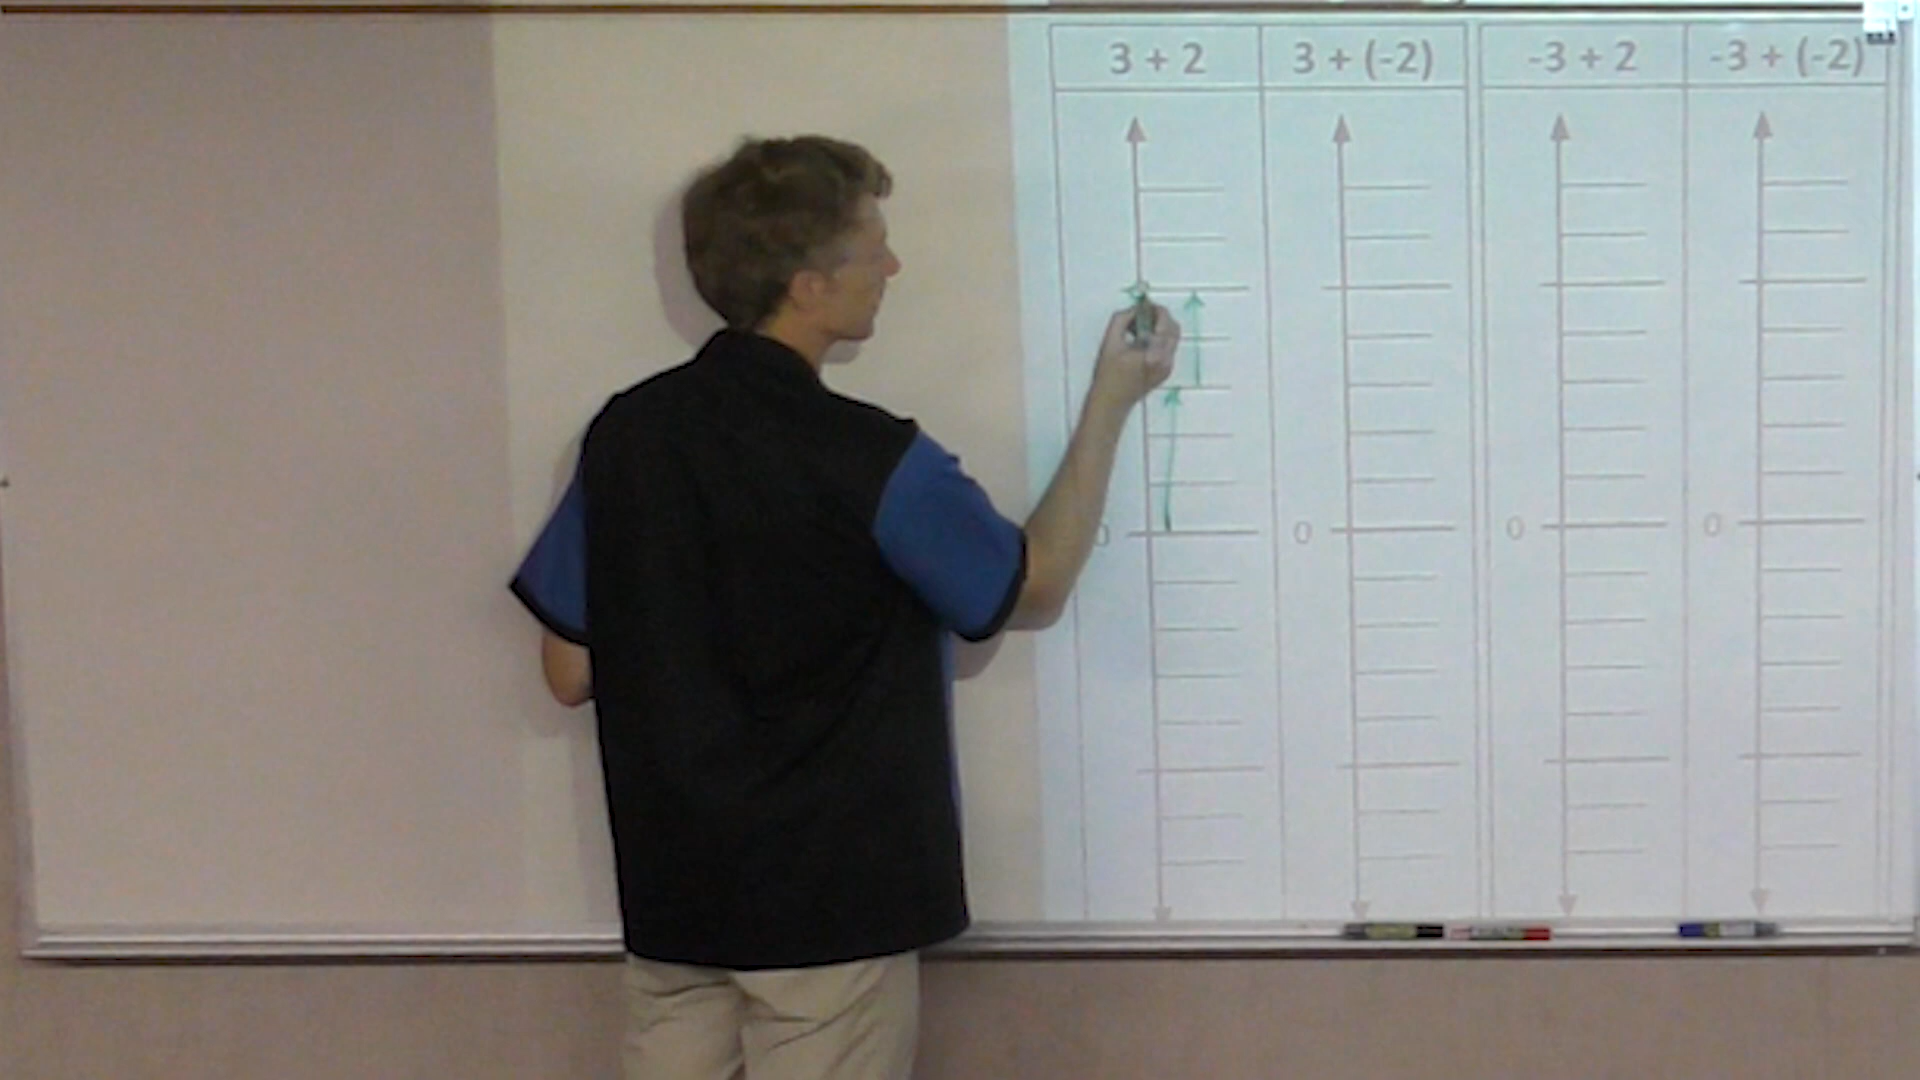 3 + 2
3 + (-2)
-3 + 2
-3 + (-2)
0
0
0
0